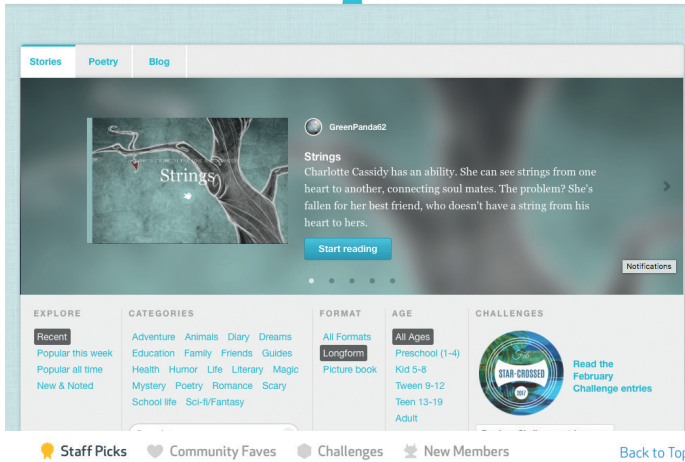 Stories Poetry Blog
GreenPanda62
Strings
Strings
Charlotte Cassidy has an ability. She can see strings from one
heart to another, connecting soul mates. The problem? She's
fallen for her best friend, who doesn't have a string from his
heart to hers.
Start reading
Notifications
EXPLORE
Recent
Popular this week
Popular all time
New & Noted
CATEGORIES
Adventure Animals Diary Dreams
Education Family Friends Guides
Health Humor Life Literary Magic
Mystery Poetry Romance Scary
School life Sci-fi/Fantasy
FORMAT
All Formats
Longform
Picture book
AGE
All Ages
Preschool (1-4)
Kid 5-8
Tween 9-12
Teen 13-19
Adult
CHALLENGES
STAR-CROSSED
2017
Read the
February
Challenge entries
Staff Picks Community Faves Challenges New Members Back to Top